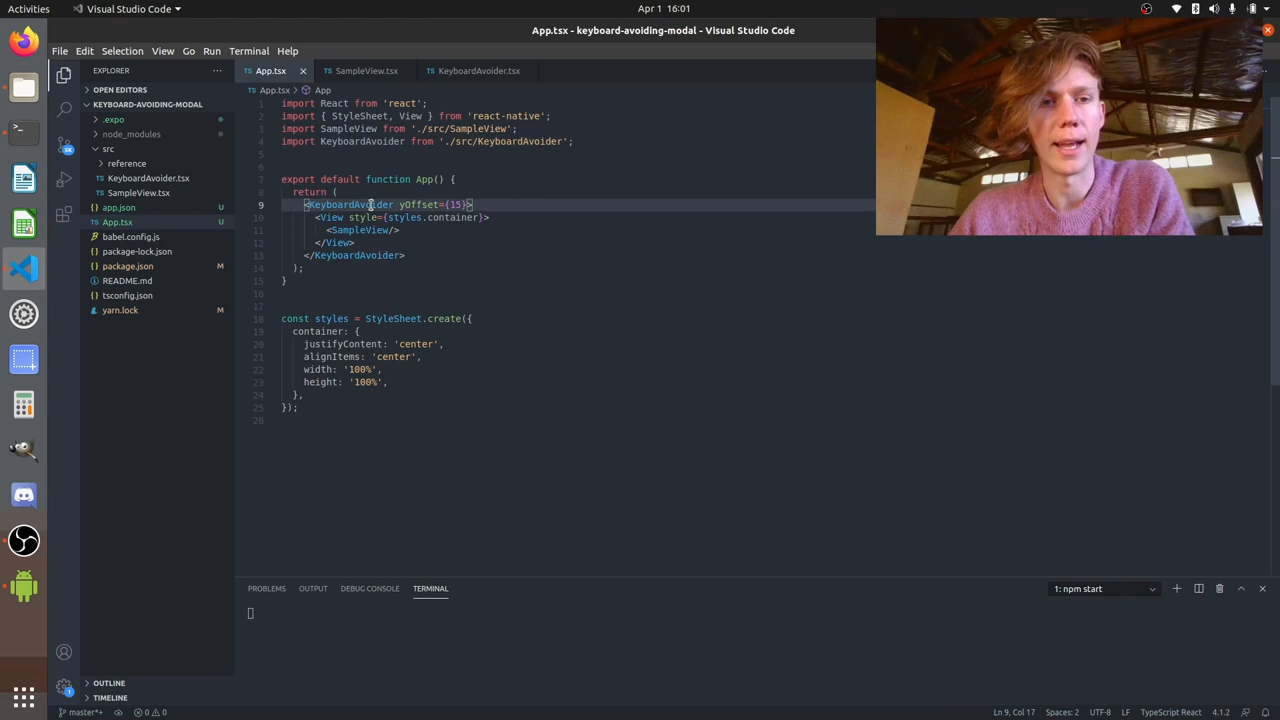 Activities
Visual Studio Code
Apr 1 16:01
App.tsx - keyboard-avoiding-modal - Visual Studio Code
File Edit Selection View Go Run Terminal Help
EXPLORER
OPEN EDITORS
KEYBOARD-AVOIDING-MODAL
.expo
node_modules
src
reference
KeyboardAvoider.tsx
SampleView.tsx
app.json U
App.tsx U
babel.config.js
package-lock.json
package.json M
README.md
tsconfig.json
yarn.lock M
OUTLINE
TIMELINE
App.tsx SampleView.tsx KeyboardAvoider.tsx
App.tsx App
1 import React from 'react';
2 import { StyleSheet, View } from 'react-native';
3 import SampleView from './src/SampleView';
4 import KeyboardAvoider from './src/KeyboardAvoider';
5
6
7 export default function App() {
8 return (
9 <KeyboardAvoider yOffset={15}>
10 <View style={styles.container}>
11 <SampleView/>
12 </View>
13 </KeyboardAvoider>
14 );
15 }
16
17
18 const styles = StyleSheet.create({
19 container: {
20 justifyContent: 'center',
21 alignItems: 'center',
22 width: '100%',
23 height: '100%',
24 },
25 });
26
PROBLEMS OUTPUT DEBUG CONSOLE TERMINAL
1: npm start
master*+ 0 0
Ln 9, Col 17 Spaces: 2 UTF-8 LF TypeScript React 4.1.2